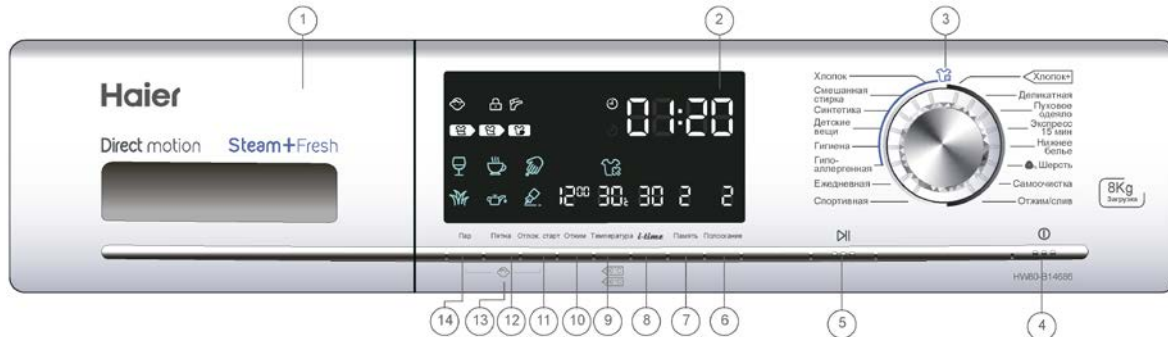 1
2
3
Haier
Direct motion
Steam+Fresh
01:20
12:00
30
30
2
2
Пар
Пятна
Отлож. старт
Отжим
Температура
i-time
Память
Полоскание
Хлопок
Смешанная
стирка
Синтетика
Детские
вещи
Гигиена
Гипо-
аллергенная
Ежедневная
Спортивная
Хлопок+
Деликатная
Пуховое
одеяло
Экспресс
15 мин
Нижнее
белье
Шерсть
Самоочистка
Отжим/слив
8Kg
Загрузка
HW80-B14686
14
13
12
11
10
9
8
7
6
5
4